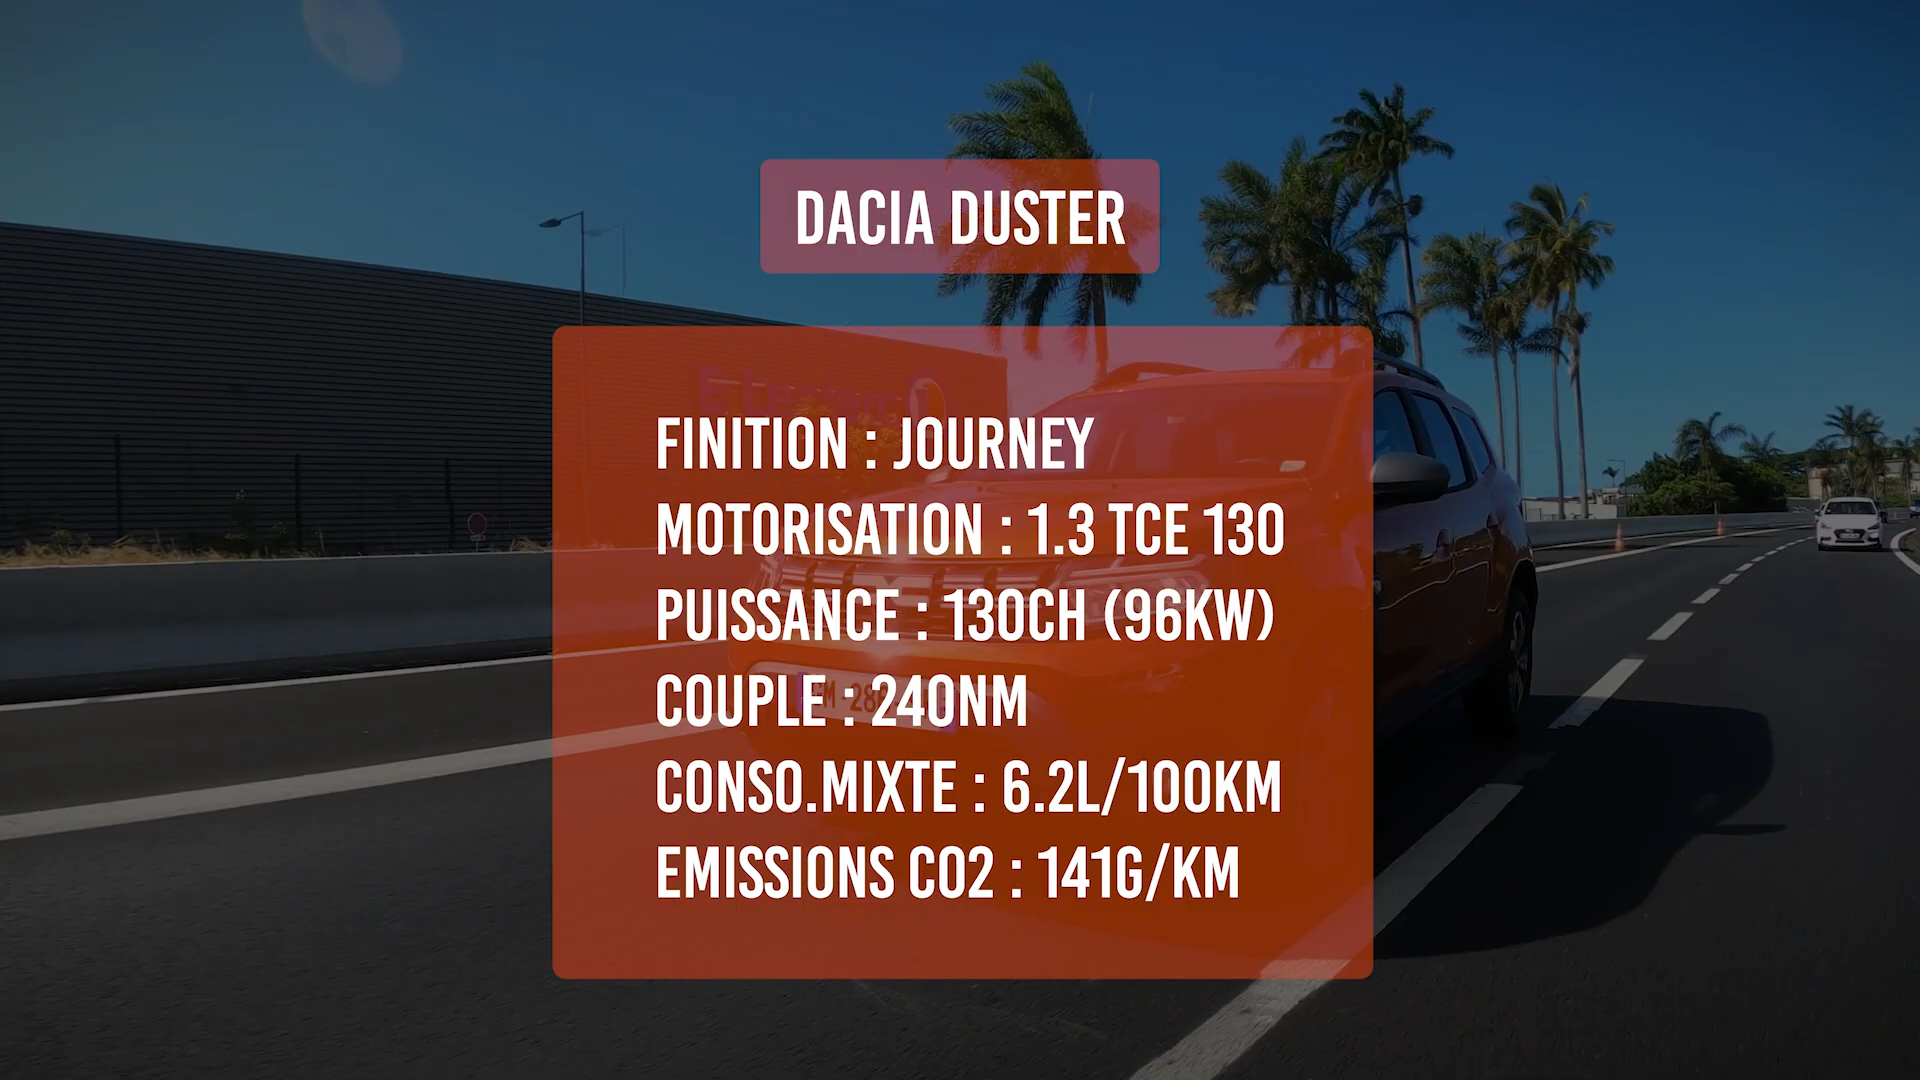 DACIA DUSTER
E.Leclerc
FINITION : JOURNEY
MOTORISATION : 1.3 TCE 130
PUISSANCE : 130CH (96KW)
COUPLE : 240NM
CONSO.MIXTE : 6.2L/100KM
EMISSIONS CO2 : 141G/KM